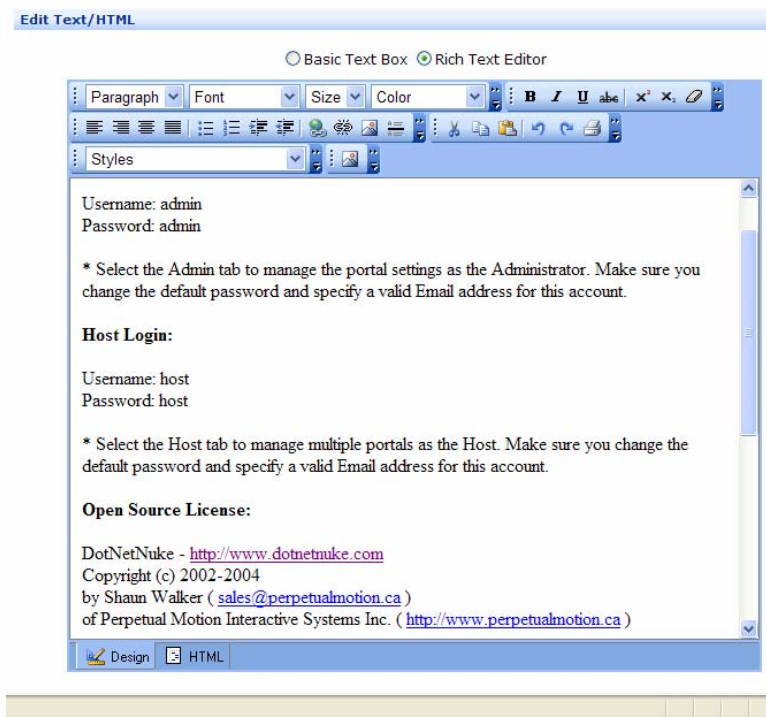 Edit Text/HTML
Basic Text Box Rich Text Editor
Paragraph Font Size Color B I U abc x² x₂
Styles
Username: admin
Password: admin
* Select the Admin tab to manage the portal settings as the Administrator. Make sure you
change the default password and specify a valid Email address for this account.
Host Login:
Username: host
Password: host
* Select the Host tab to manage multiple portals as the Host. Make sure you change the
default password and specify a valid Email address for this account.
Open Source License:
DotNetNuke - http://www.dotnetnuke.com
Copyright (c) 2002-2004
by Shaun Walker ( sales@perpetualmotion.ca )
of Perpetual Motion Interactive Systems Inc. ( http://www.perpetualmotion.ca )
Design HTML